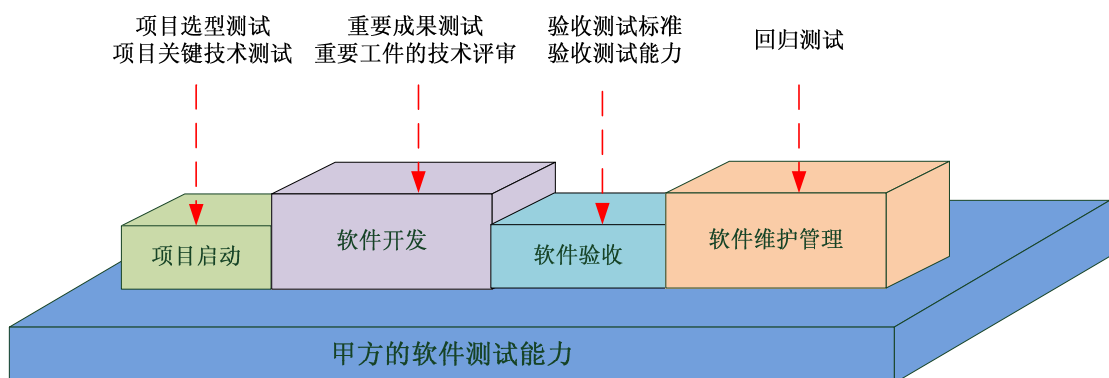 项目选型测试
项目关键技术测试
重要成果测试
重要工件的技术评审
验收测试标准
验收测试能力
回归测试
项目启动
软件开发
软件验收
软件维护管理
甲方的软件测试能力